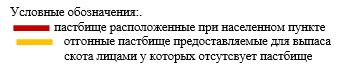 Условные обозначения:.
пастбище расположенные при населенном пункте
отгонные пастбище предоставляемые для выпаса
скота лицами у которых отсутсвует пастбище